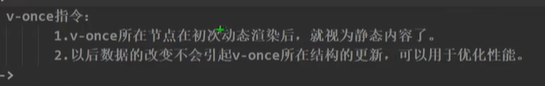 v-once指令：
1.v-once所在节点在初次动态渲染后，就视为静态内容了。
2.以后数据的改变不会引起v-once所在结构的更新，可以用于优化性能。
->